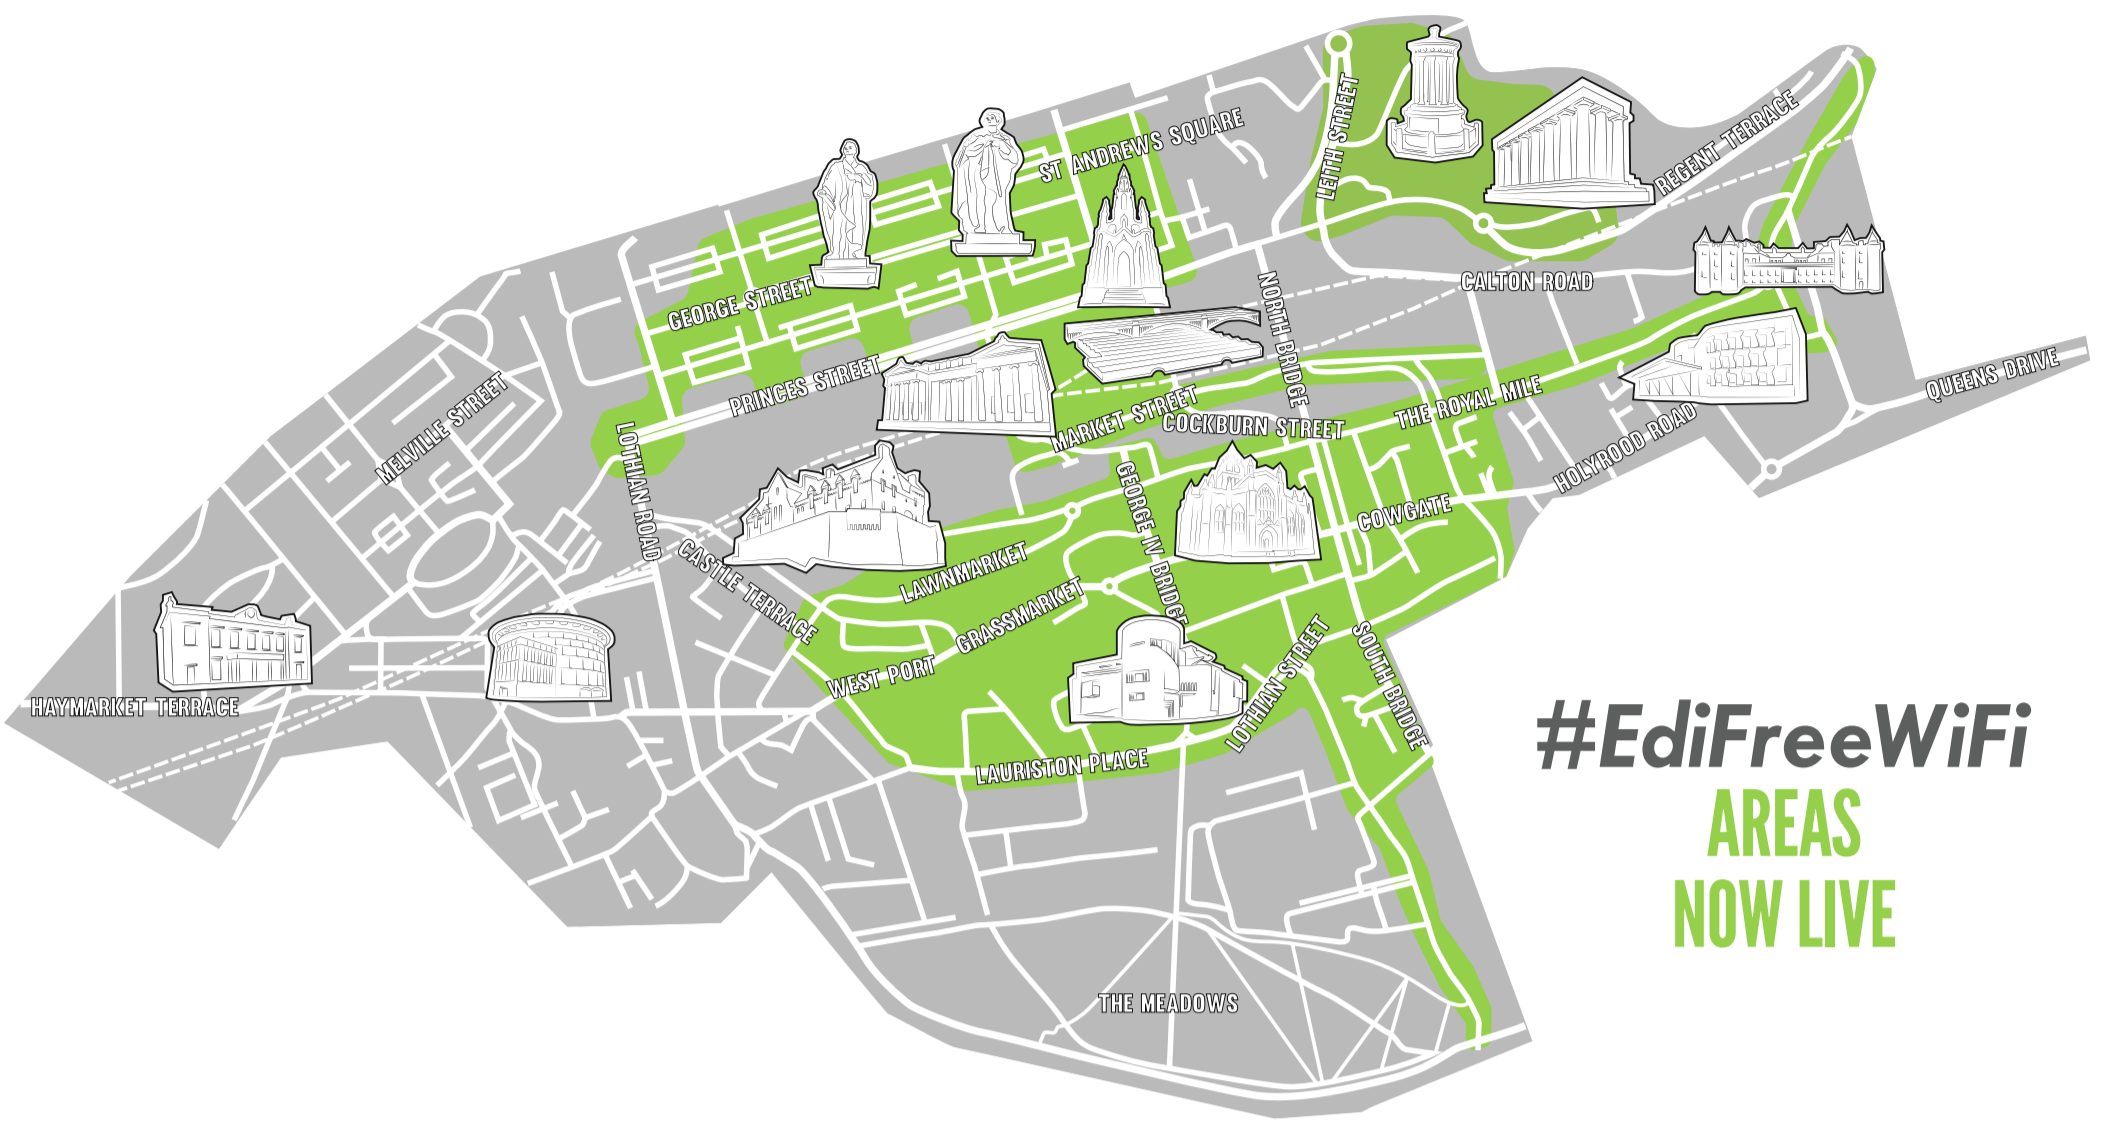 ST ANDREWS SQUARE
LEITH STREET
REGENT TERRACE
GEORGE STREET
CALTON ROAD
NORTH BRIDGE
PRINCES STREET
MELVILLE STREET
MARKET STREET
COCKBURN STREET
THE ROYAL MILE
QUEENS DRIVE
HOLYROOD ROAD
LOTHIAN ROAD
GEORGE IV BRIDGE
COWGATE
CASTLE TERRACE
LAWNMARKET
GRASSMARKET
WEST PORT
LOTHIAN STREET
SOUTH BRIDGE
HAYMARKET TERRACE
LAURISTON PLACE
THE MEADOWS
#EdiFreeWiFi
AREAS
NOW LIVE